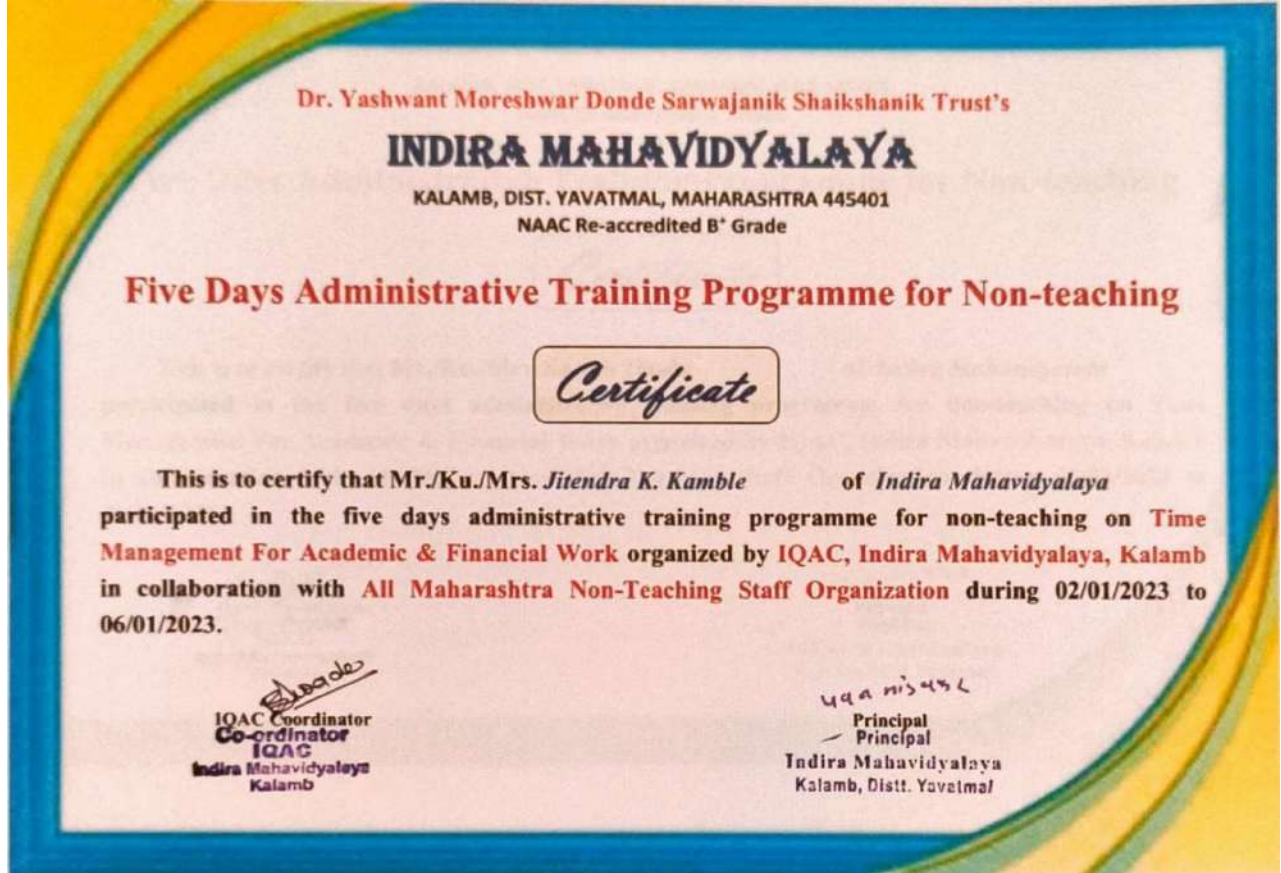 Dr. Yashwant Moreshwar Donde Sarwajanik Shaikshanik Trust's
INDIRA MAHAVIDYALAYA
KALAMB, DIST. YAVATMAL, MAHARASHTRA 445401
NAAC Re-accredited B+ Grade
Five Days Administrative Training Programme for Non-teaching
Certificate
This is to certify that Mr./Ku./Mrs. Jitendra K. Kamble of Indira Mahavidyalaya
participated in the five days administrative training programme for non-teaching on Time
Management For Academic & Financial Work organized by IQAC, Indira Mahavidyalaya, Kalamb
in collaboration with All Maharashtra Non-Teaching Staff Organization during 02/01/2023 to
06/01/2023.
IQAC Coordinator
Co-ordinator
IQAC
Indira Mahavidyalaya
Kalamb
Principal
Principal
Indira Mahavidyalaya
Kalamb, Distt. Yavatmal